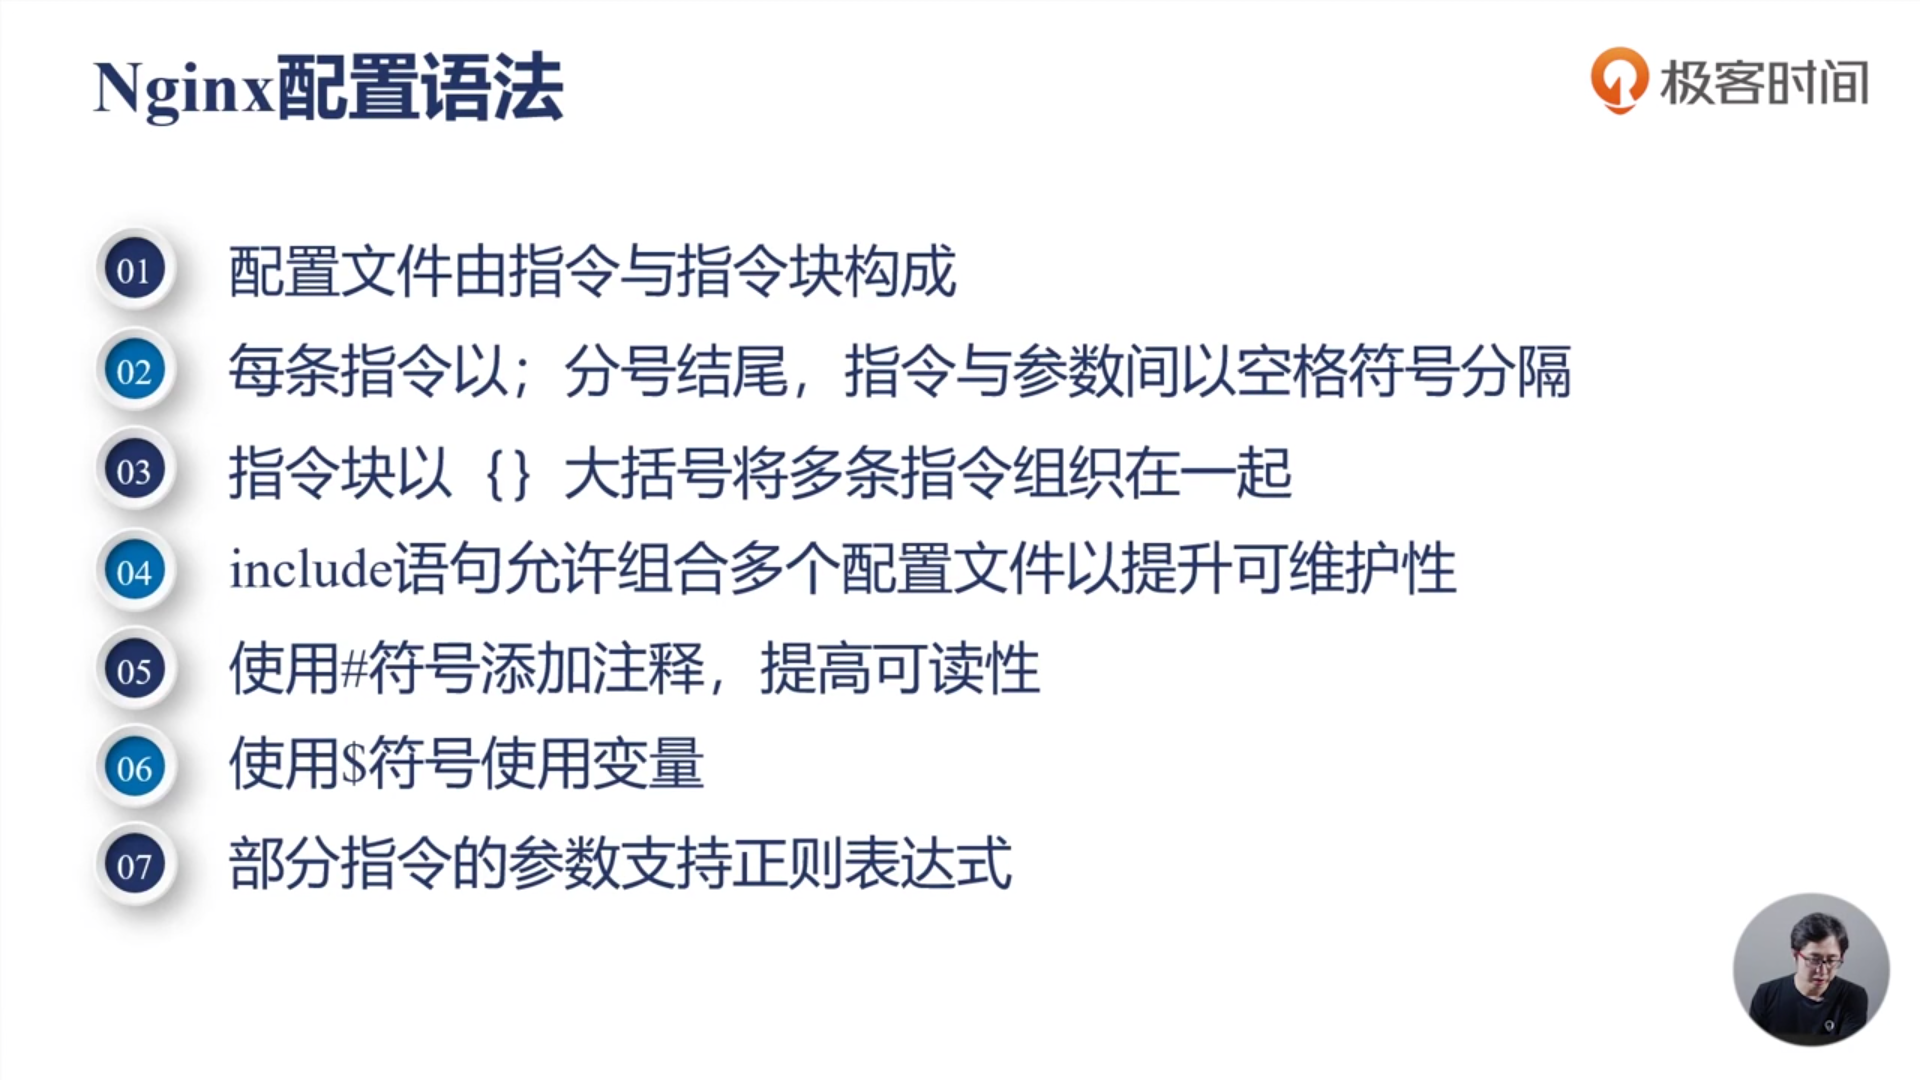 Nginx配置语法
极客时间
01 配置文件由指令与指令块构成
02 每条指令以；分号结尾，指令与参数间以空格符号分隔
03 指令块以 {} 大括号将多条指令组织在一起
04 include语句允许组合多个配置文件以提升可维护性
05 使用#符号添加注释，提高可读性
06 使用$符号使用变量
07 部分指令的参数支持正则表达式